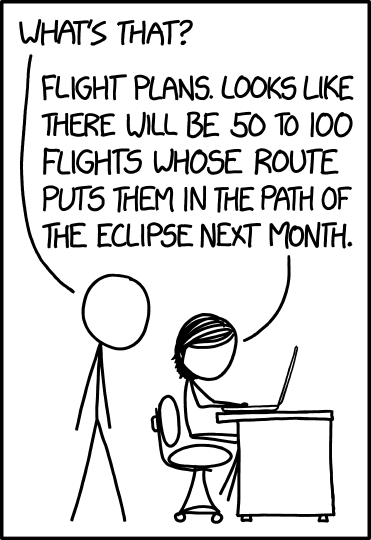 WHAT'S THAT?
FLIGHT PLANS. LOOKS LIKE
THERE WILL BE 50 TO 100
FLIGHTS WHOSE ROUTE
PUTS THEM IN THE PATH OF
THE ECLIPSE NEXT MONTH.